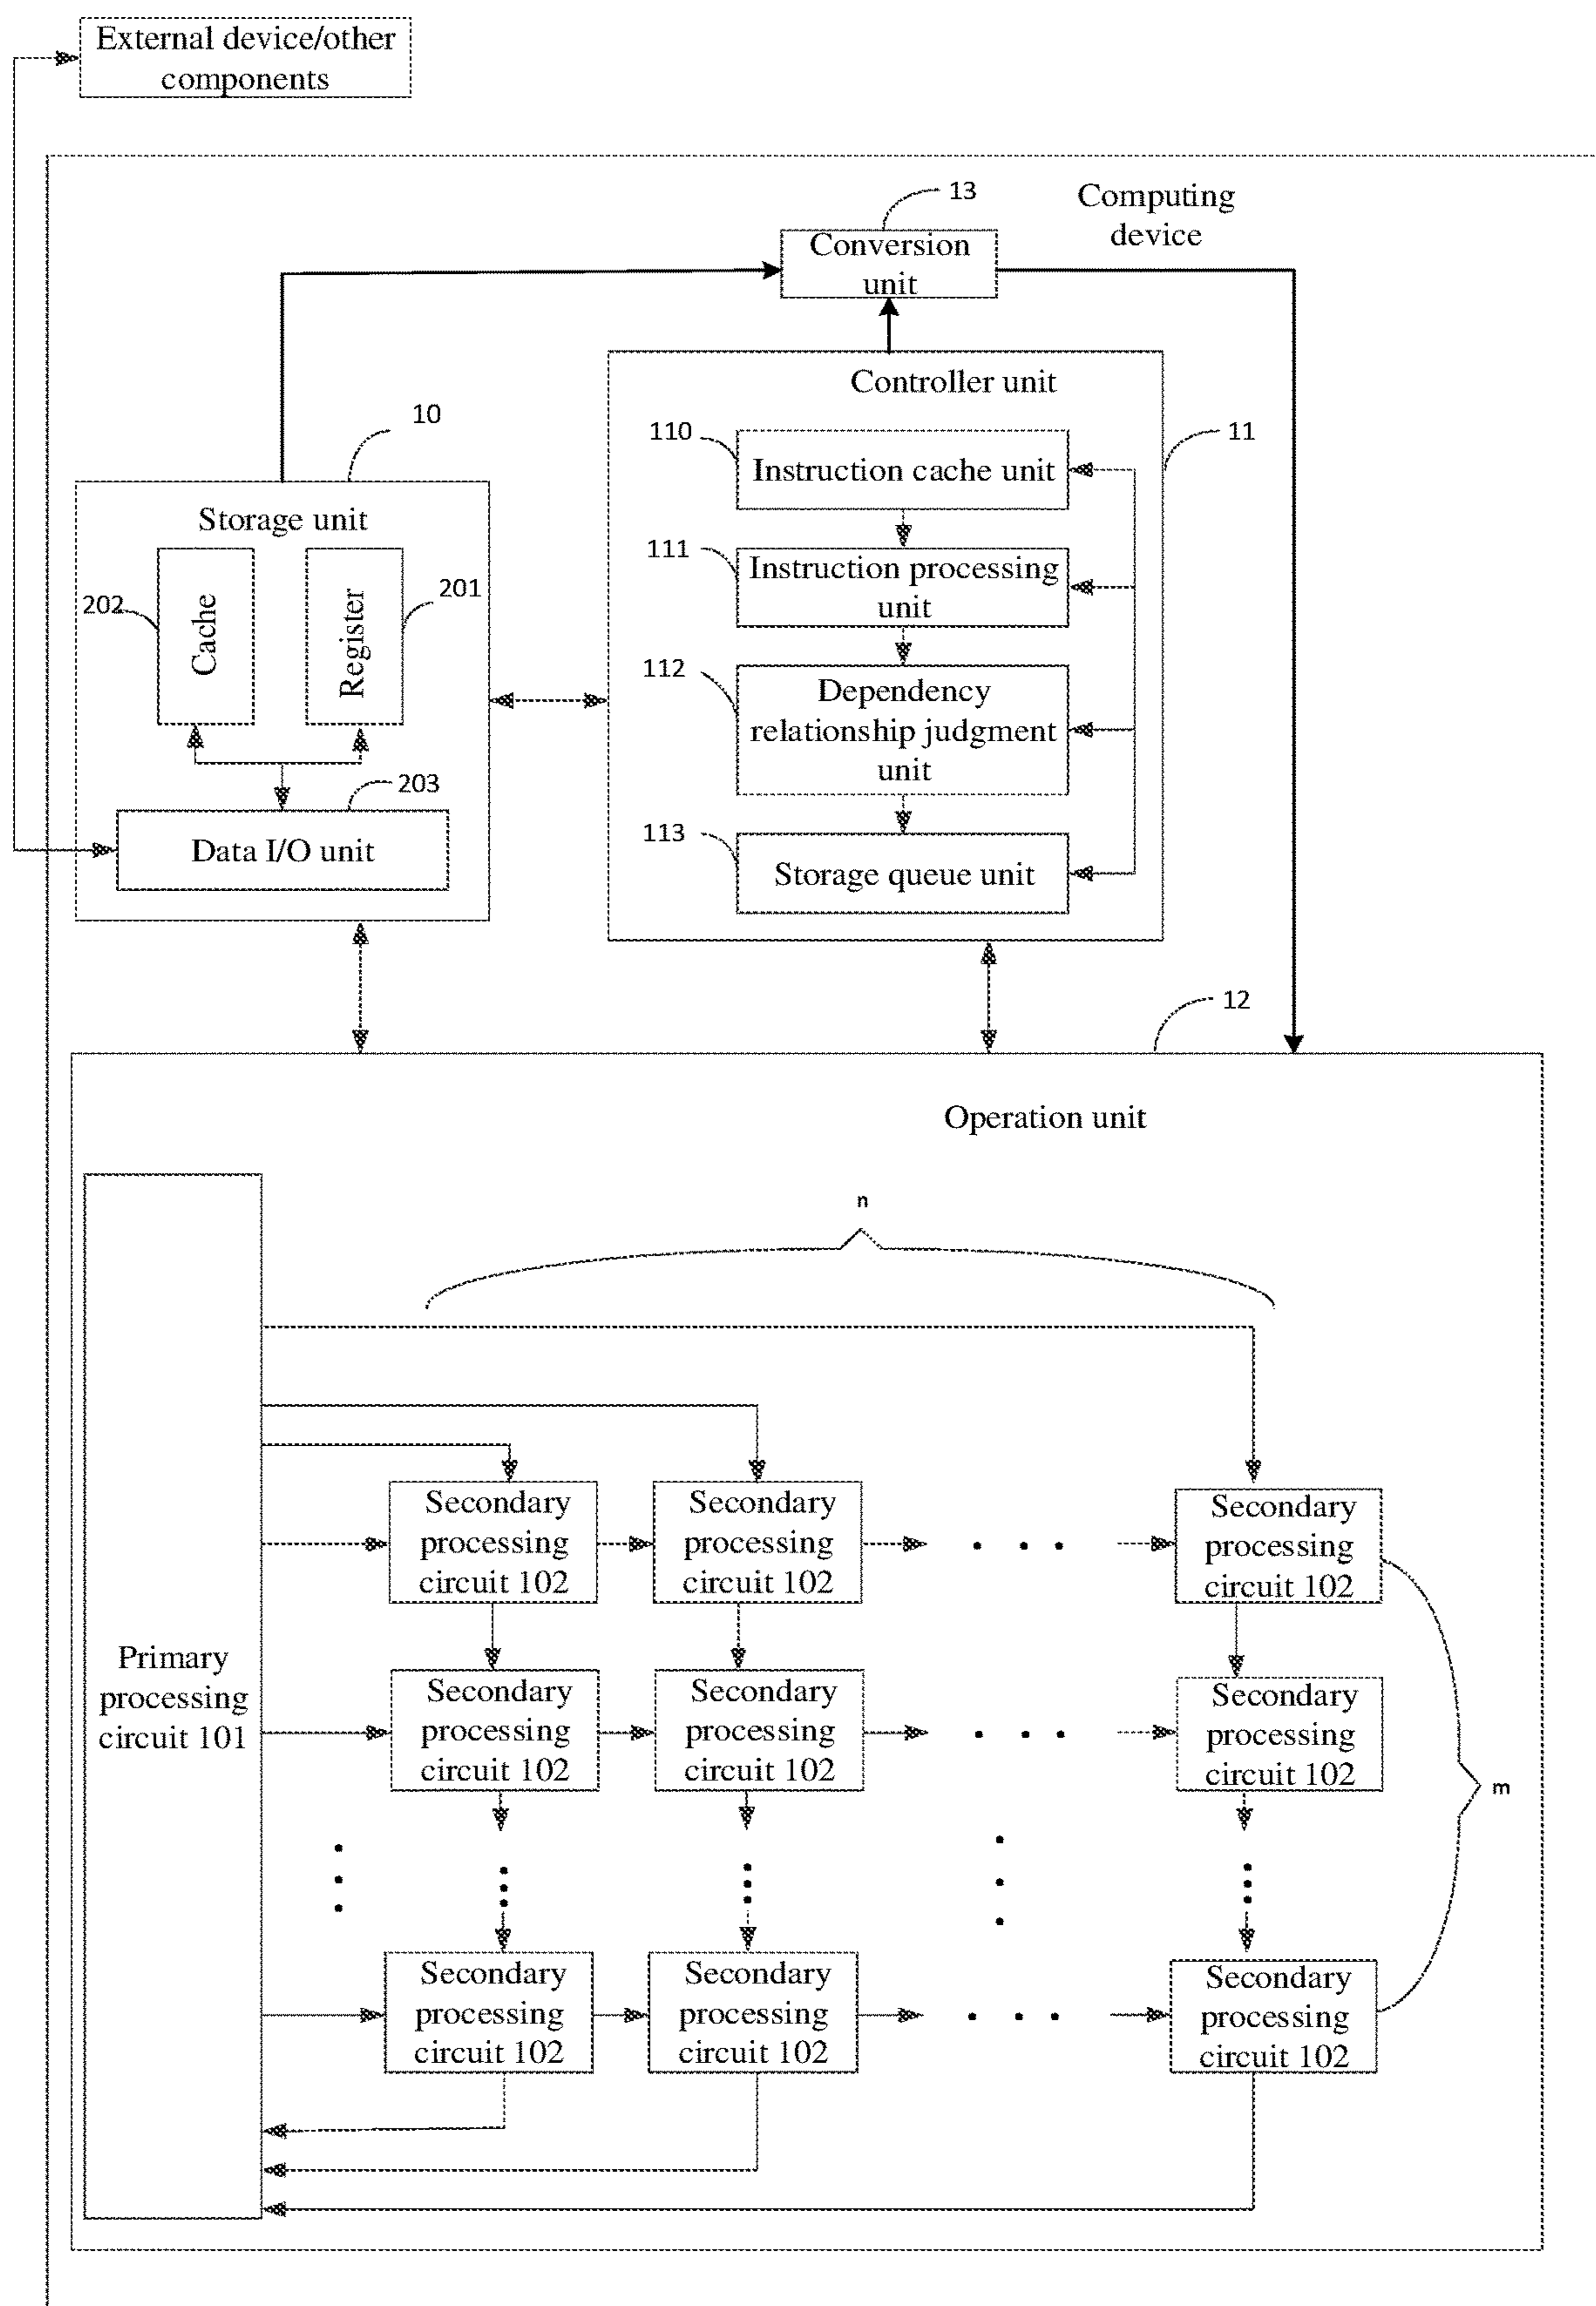 External device/other
components
13
Computing
device
Conversion
unit
Controller unit
10
110
11
Instruction cache unit
Storage unit
111
Instruction processing
unit
202
201
Cache
Register
112
Dependency
relationship judgment
unit
203
113
Data I/O unit
Storage queue unit
12
Operation unit
n
Secondary
processing
circuit 102
Secondary
processing
circuit 102
. . .
Secondary
processing
circuit 102
Primary
processing
circuit 101
Secondary
processing
circuit 102
Secondary
processing
circuit 102
. . .
Secondary
processing
circuit 102
m
Secondary
processing
circuit 102
Secondary
processing
circuit 102
. . .
Secondary
processing
circuit 102